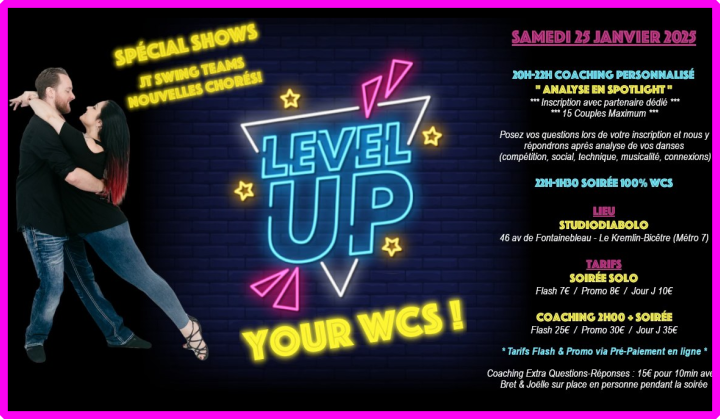 SPÉCIAL SHOWS
JT SWING TEAMS
NOUVELLES CHORÉS!
LEVEL
UP
YOUR WCS !
SAMEDI 25 JANVIER 2025
20H-22H COACHING PERSONNALISÉ
" ANALYSE EN SPOTLIGHT "
*** Inscription avec partenaire dédié ***
*** 15 Couples Maximum ***
Posez vos questions lors de votre inscription et nous y
répondrons aprés analyse de vos danses
(compétition, social, technique, musicalité, connexions)
22H-1H30 SOIRÉE 100% WCS
LIEU
STUDIODIABOLO
46 av de Fontainebleau - Le Kremlin-Bicêtre (Métro 7)
TARIFS
SOIRÉE SOLO
Flash 7€ / Promo 8€ / Jour J 10€
COACHING 2H00 + SOIRÉE
Flash 25€ / Promo 30€ / Jour J 35€
* Tarifs Flash & Promo via Pré-Paiement en ligne *
Coaching Extra Questions-Réponses : 15€ pour 10min ave
Bret & Joëlle sur place en personne pendant la soirée